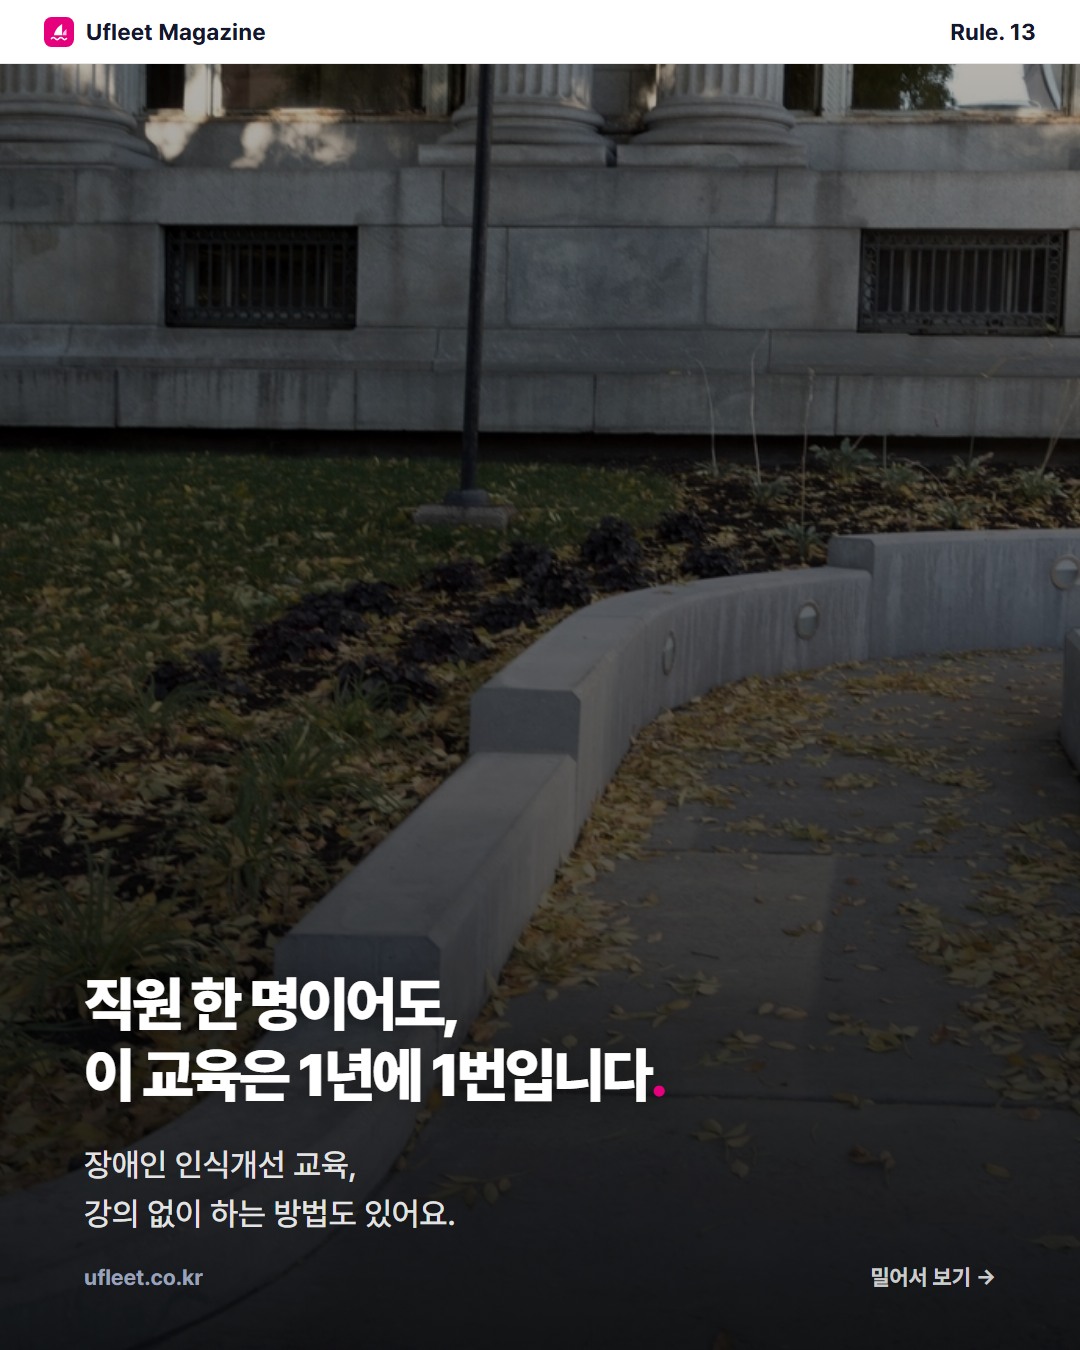 Ufleet Magazine
Rule. 13
직원 한 명이어도,
이 교육은 1년에 1번입니다.
장애인 인식개선 교육,
강의 없이 하는 방법도 있어요.
ufleet.co.kr
밀어서 보기 →